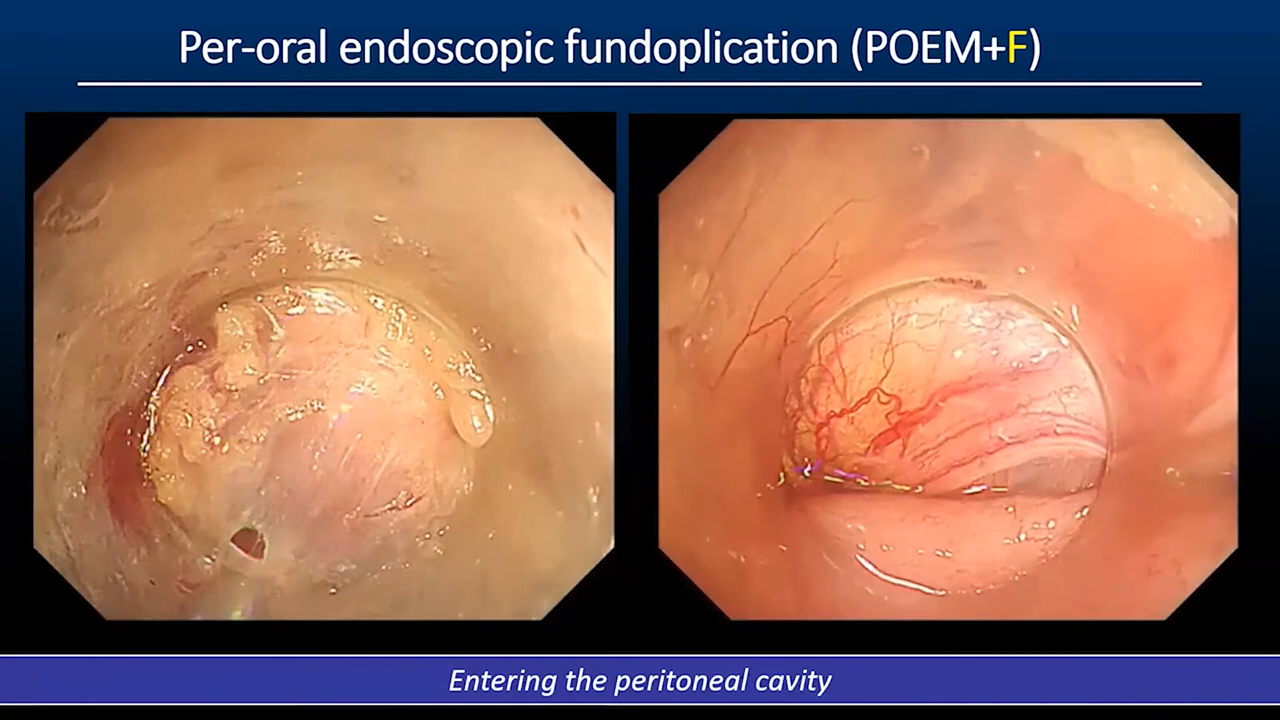 Per-oral endoscopic fundoplication (POEM+F)
Entering the peritoneal cavity